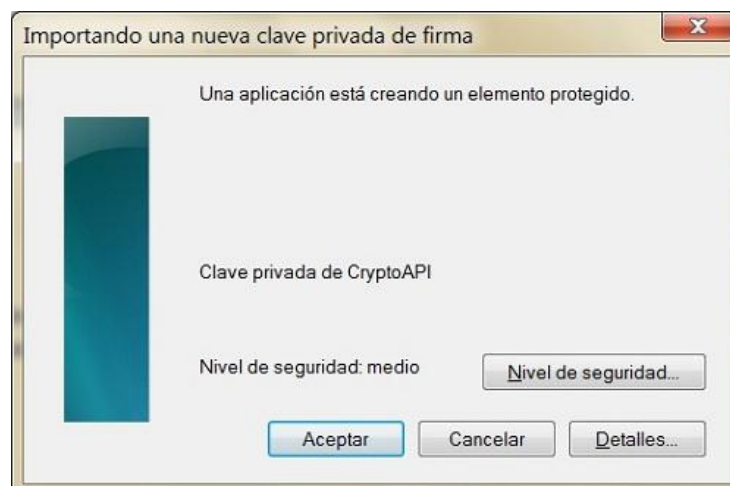 Importando una nueva clave privada de firma
Una aplicación está creando un elemento protegido.
Clave privada de CryptoAPI
Nivel de seguridad: medio
Nivel de seguridad...
Aceptar
Cancelar
Detalles...